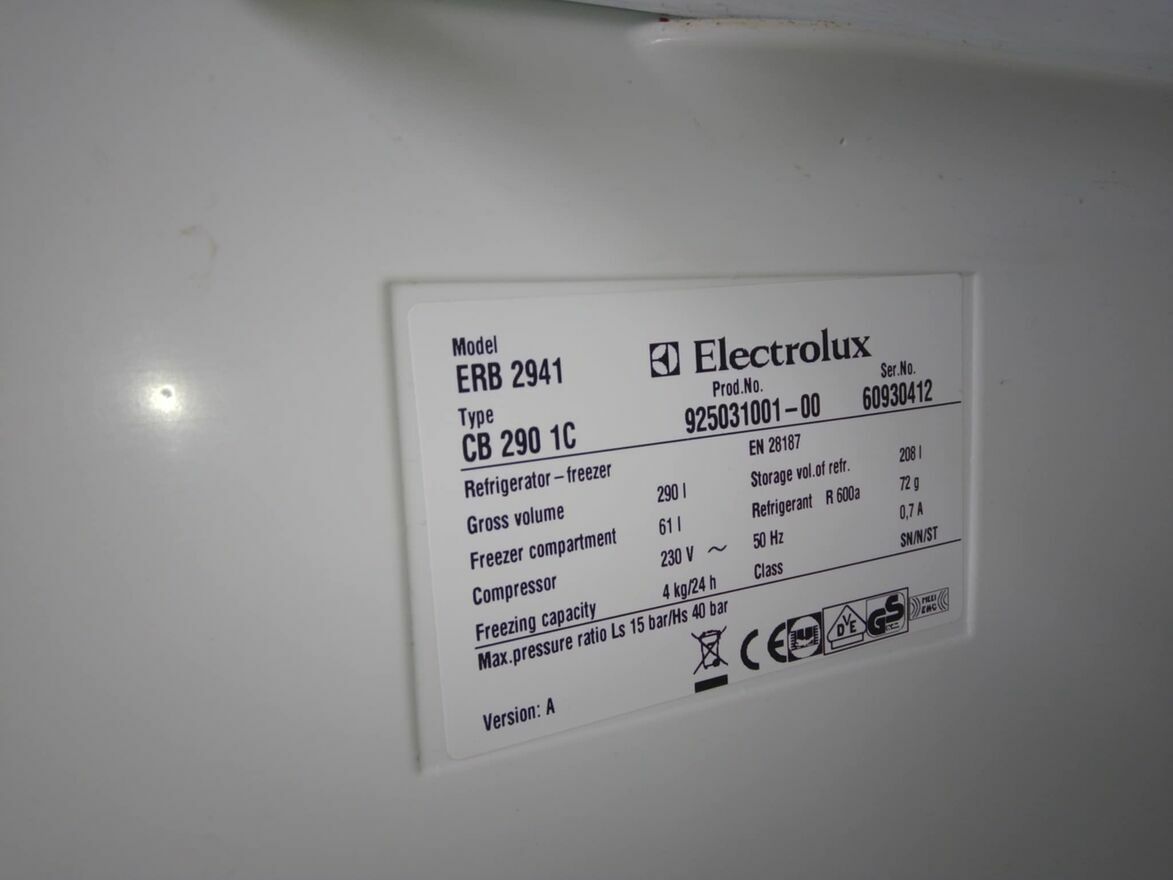 Model
ERB 2941
Electrolux
Type
CB 290 1C
Prod.No.
925031001-00
Ser.No.
60930412
Refrigerator-freezer
EN 28187
Gross volume 290 l
Storage vol.of refr. 208 l
Freezer compartment 61 l
Refrigerant R 600a 72 g
Compressor 230 V ~
50 Hz 0,7 A
Freezing capacity 4 kg/24 h
Class SN/N/ST
Max.pressure ratio Ls 15 bar/Hs 40 bar
CE
DVE
GS
Version: A